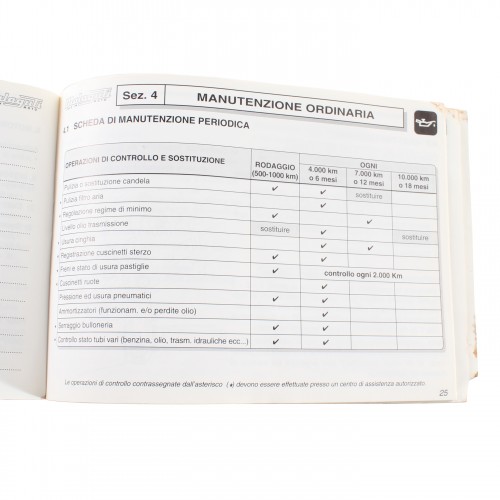 Sez. 4
MANUTENZIONE ORDINARIA
4.1 SCHEDA DI MANUTENZIONE PERIODICA
OPERAZIONI DI CONTROLLO E SOSTITUZIONE
RODAGGIO
(500-1000 km)
OGNI
4.000 km
o 6 mesi
7.000 km
o 12 mesi
10.000 km
o 18 mesi
Pulizia o sostituzione candela ✓ ✓ sostituire
Pulizia filtro aria ✓
Regolazione regime di minimo ✓ ✓
Livello olio trasmissione sostituire ✓ sostituire
Usura cinghia ✓ ✓
Registrazione cuscinetti sterzo ✓ ✓
Freni e stato di usura pastiglie ✓ controllo ogni 2.000 Km
Cuscinetti ruote ✓
Pressione ed usura pneumatici ✓ ✓
Ammortizzatori (funzionam. e/o perdite olio) ✓
Serraggio bulloneria ✓ ✓
Controllo stato tubi vari (benzina, olio, trasm. idrauliche ecc...) ✓ ✓
Le operazioni di controllo contrassegnate dall'asterisco (•) devono essere effettuate presso un centro di assistenza autorizzato.
25